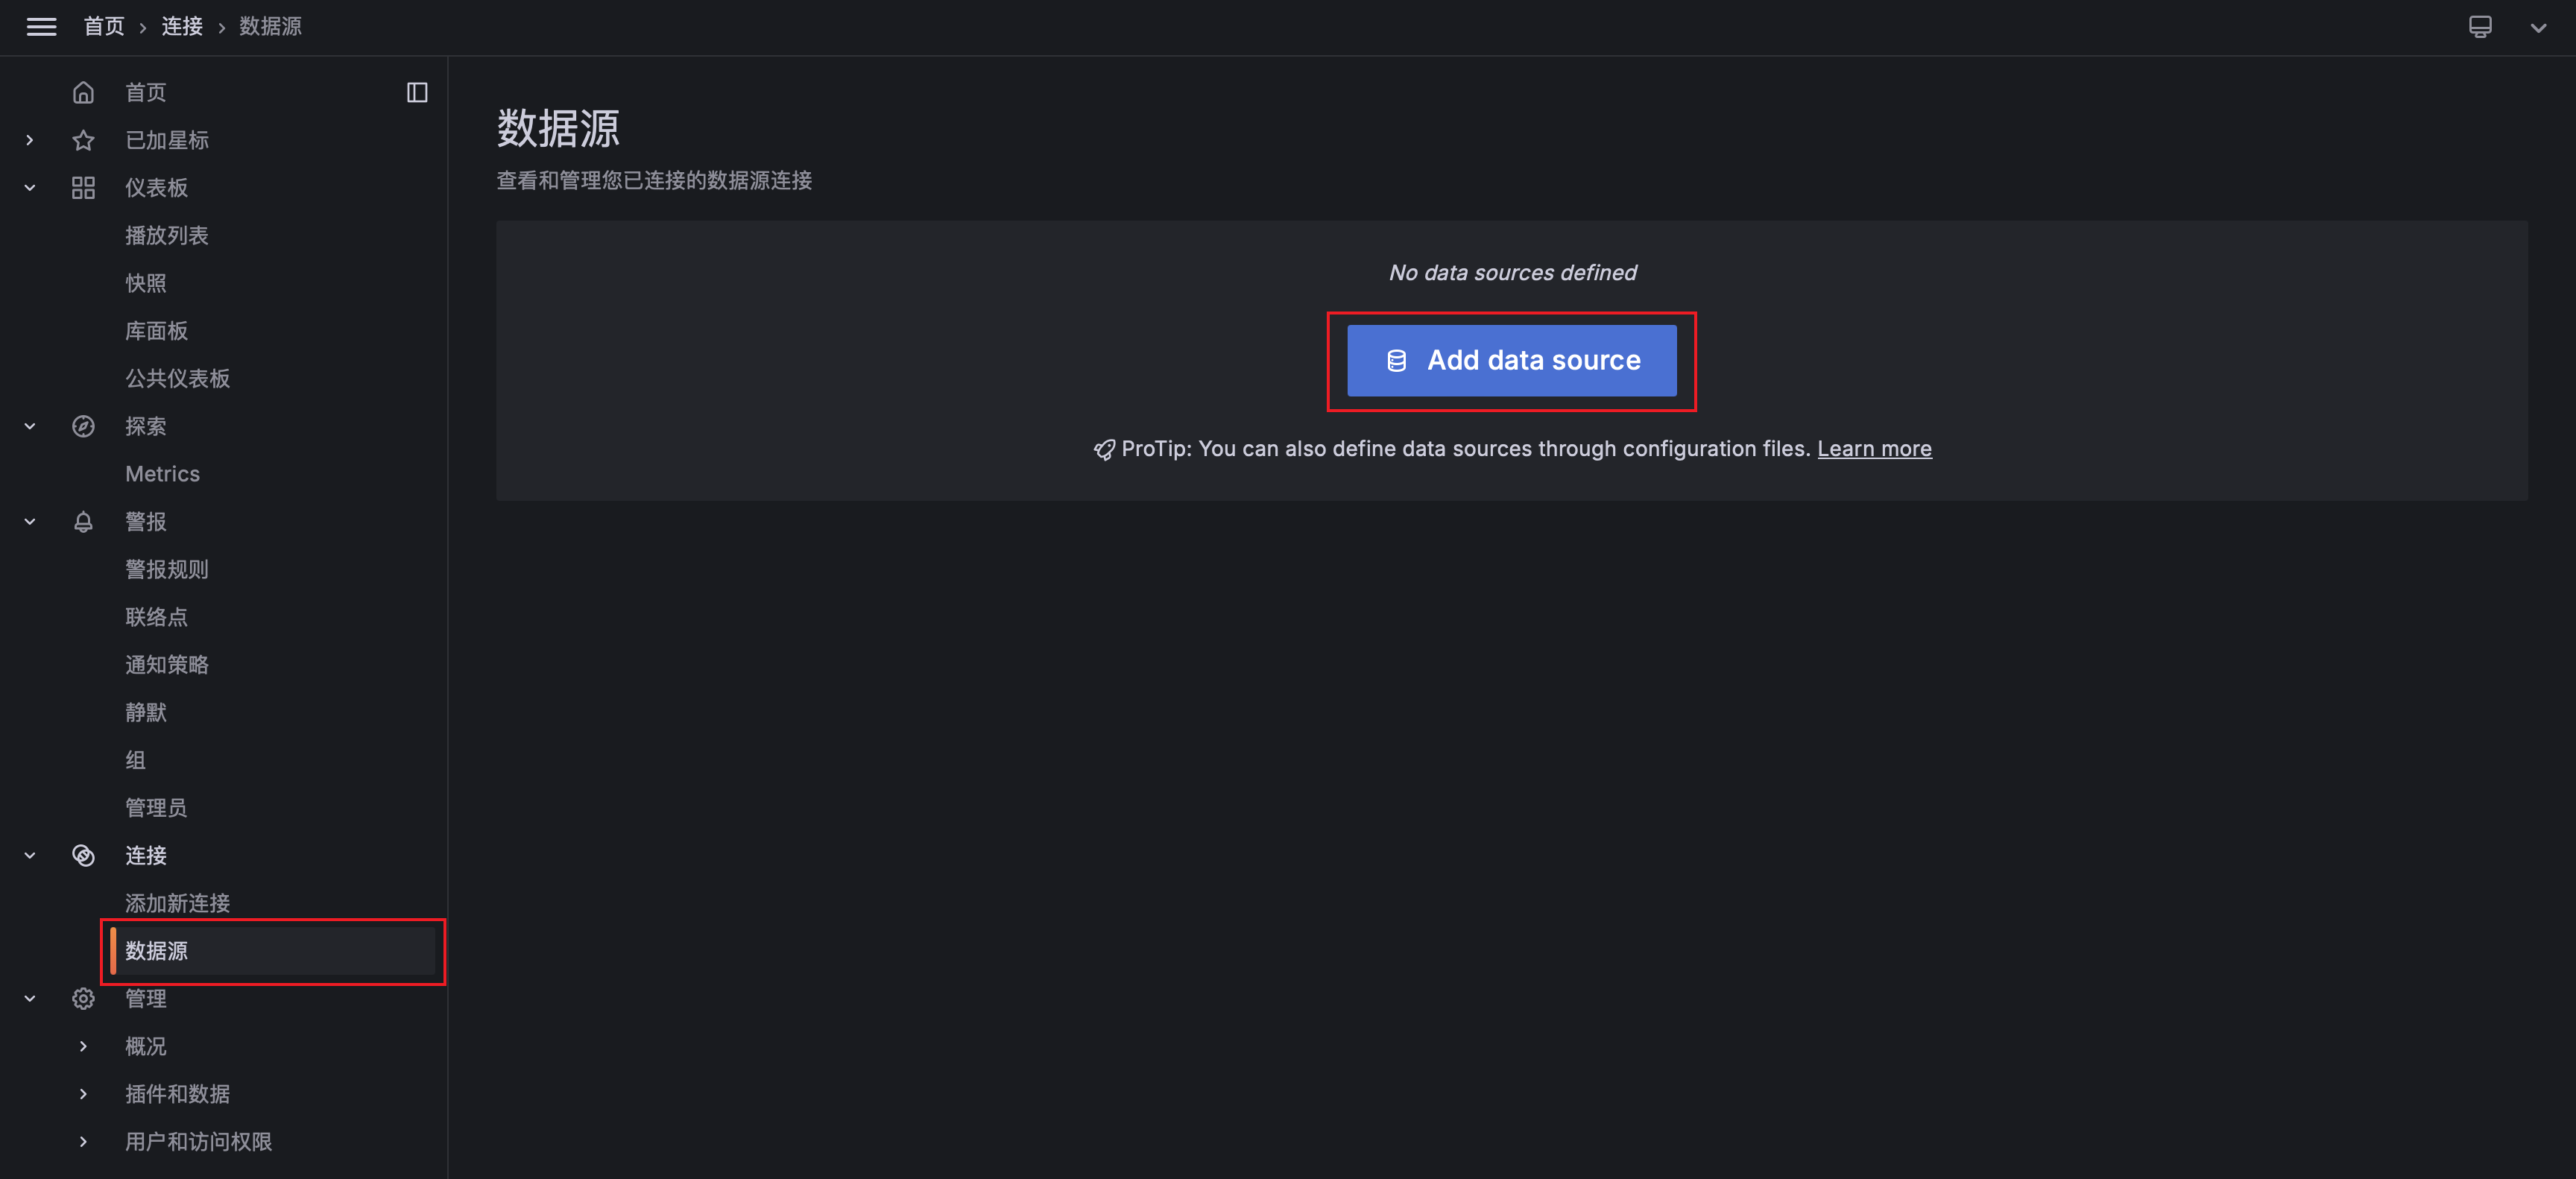 首页 › 连接 › 数据源
首页
已加星标
仪表板
播放列表
快照
库面板
公共仪表板
探索
Metrics
警报
警报规则
联络点
通知策略
静默
组
管理员
连接
添加新连接
数据源
管理
概况
插件和数据
用户和访问权限
数据源
查看和管理您已连接的数据源连接
No data sources defined
Add data source
ProTip: You can also define data sources through configuration files. Learn more